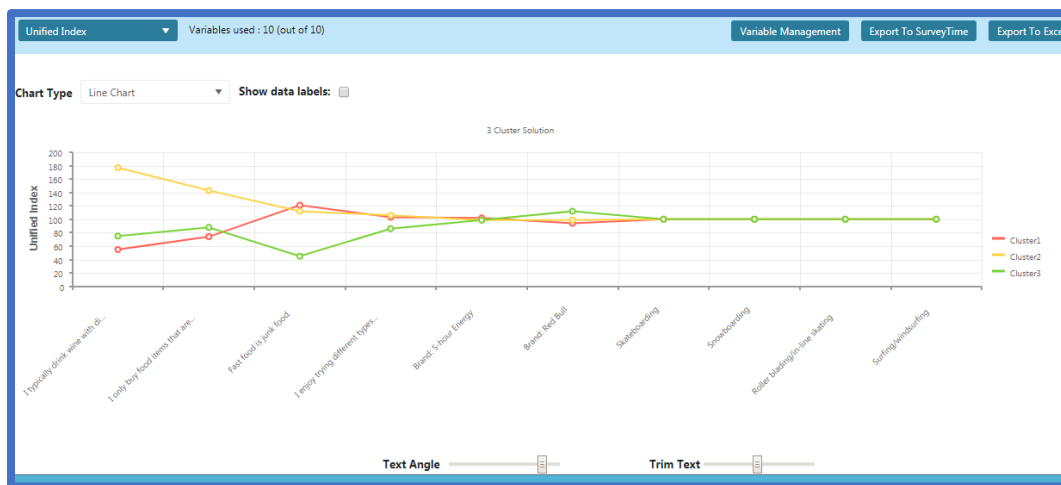 Unified Index
Variables used : 10 (out of 10)
Variable Management
Export To SurveyTime
Export To Exce
Chart Type
Line Chart
Show data labels:
3 Cluster Solution
Unified Index
200
180
160
140
120
100
80
60
40
20
0
Cluster1
Cluster2
Cluster3
I typically drink wine with di..
I only buy food items that are...
Fast food is junk food.
I enjoy trying different types...
Brand: 5-hour Energy
Brand: Red Bull
Skateboarding
Snowboarding
Roller blading/in-line skating
Surfing/windsurfing
Text Angle
Trim Text